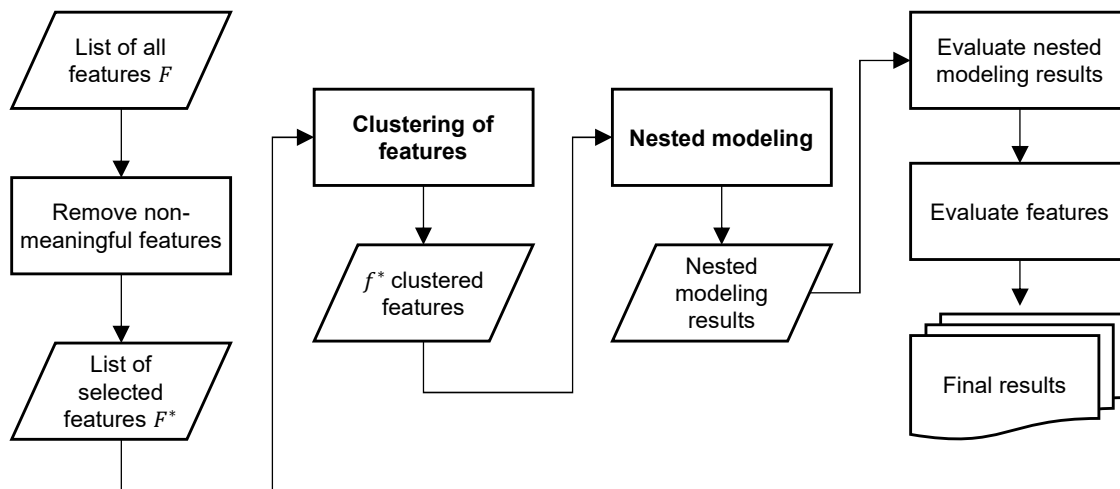 List of all
features F
Remove non-
meaningful features
List of
selected
features F*
Clustering of
features
f* clustered
features
Nested modeling
Nested
modeling
results
Evaluate nested
modeling results
Evaluate features
Final results